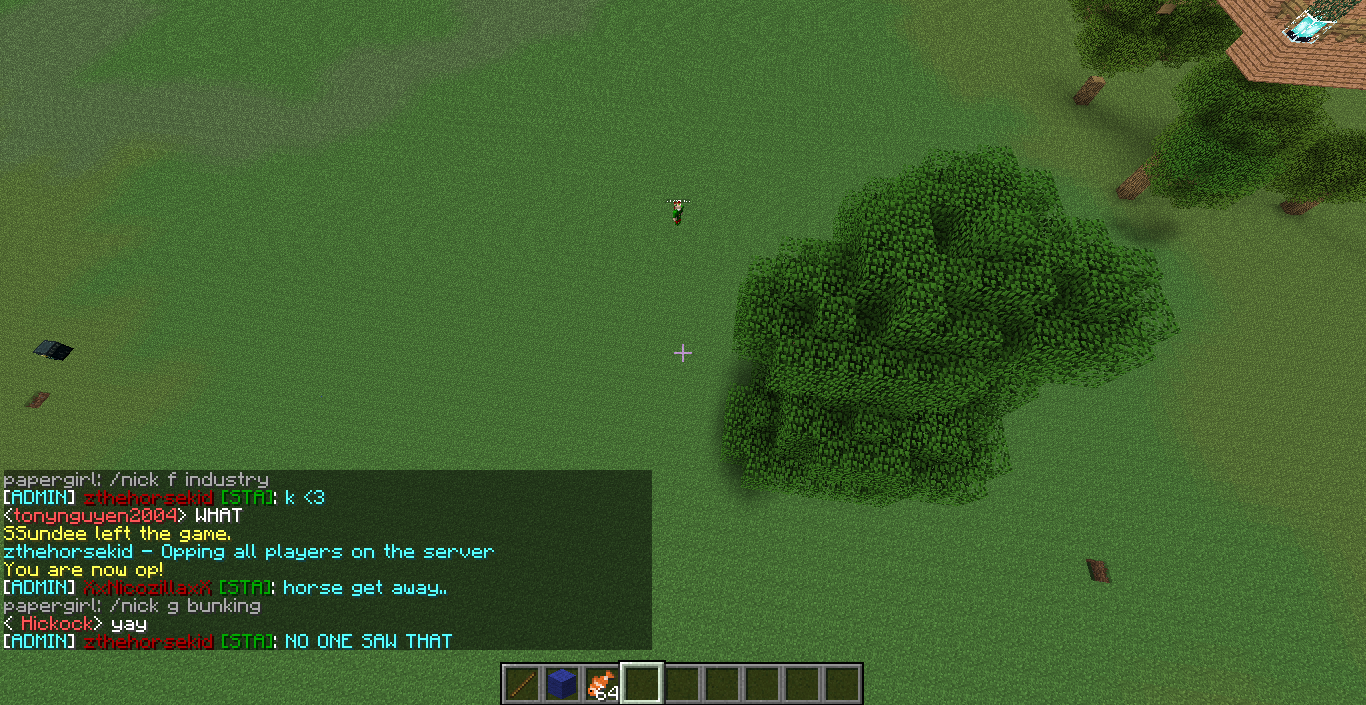 papergirl: /nick f industry
[ADMIN] zthehorsekid [STA]: k <3
<tonynguyen2004> WHAT
SSundee left the game.
zthehorsekid - Opping all players on the server
You are now op!
[ADMIN] XxNicozillaxX [STA]: horse get away..
papergirl: /nick g bunking
< Hickock> yay
[ADMIN] zthehorsekid [STA]: NO ONE SAW THAT
64